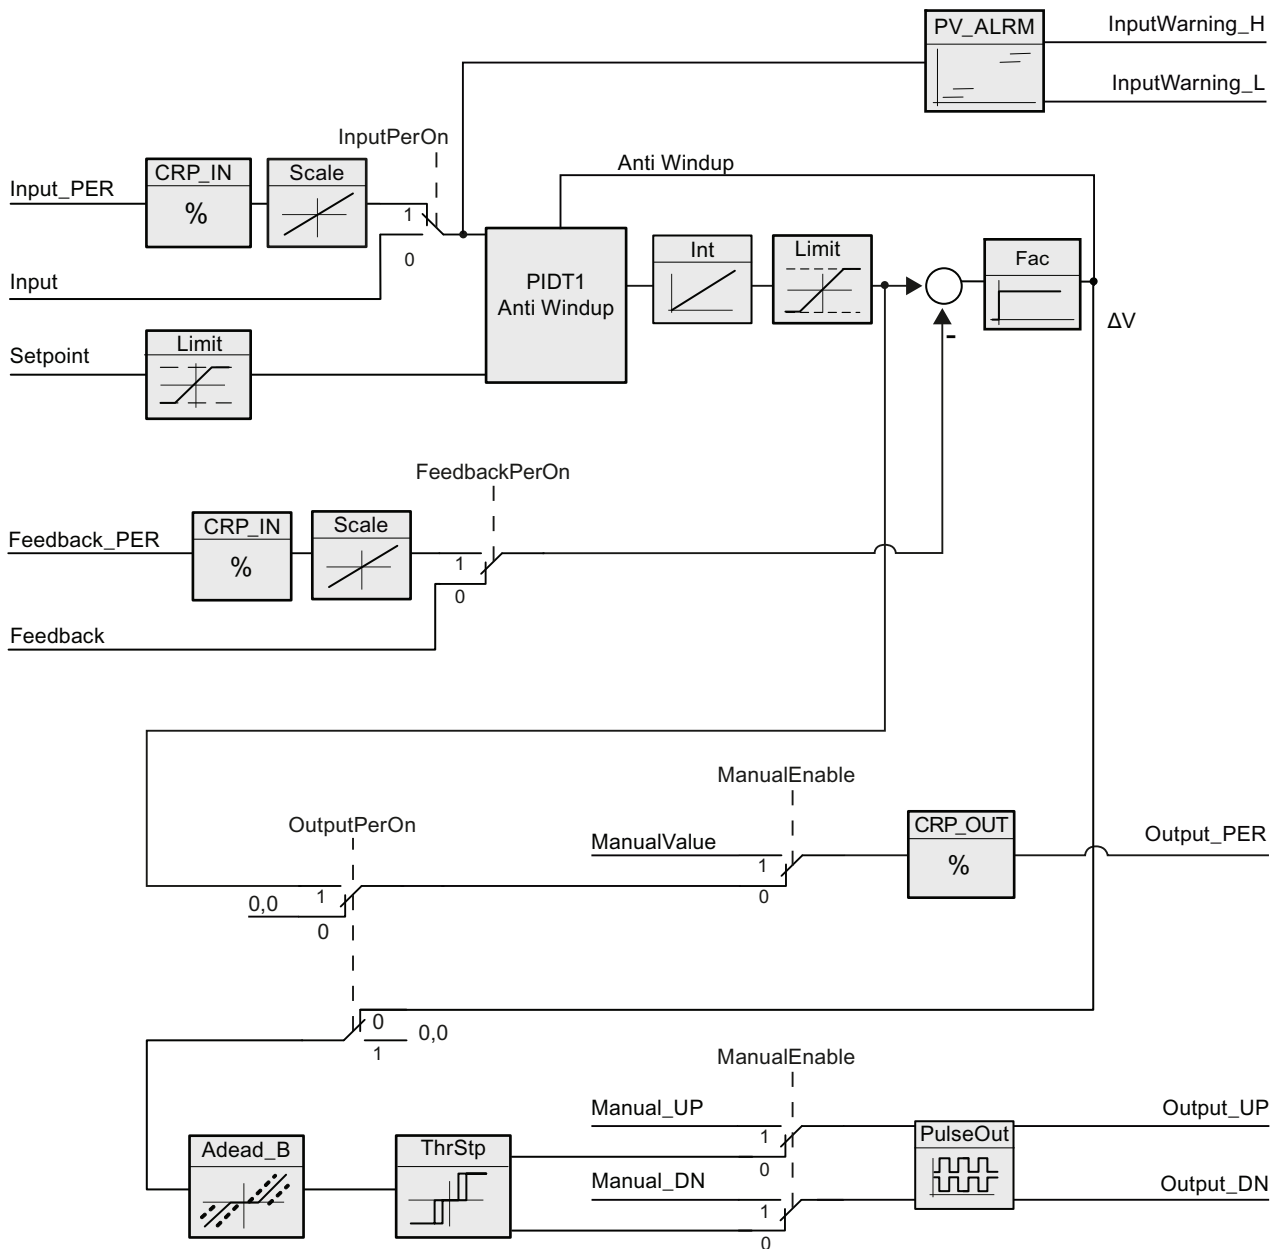 PV_ALRM
InputWarning_H
InputWarning_L
InputPerOn
Anti Windup
Input_PER
CRP_IN
%
Scale
1
0
Input
PIDT1
Anti Windup
Int
Limit
Fac
-
ΔV
Setpoint
Limit
FeedbackPerOn
Feedback_PER
CRP_IN
%
Scale
1
0
Feedback
ManualEnable
OutputPerOn
ManualValue
1
0
CRP_OUT
%
Output_PER
0,0
1
0
0
1
0,0
ManualEnable
Manual_UP
1
0
Output_UP
PulseOut
Adead_B
ThrStp
Manual_DN
1
0
Output_DN